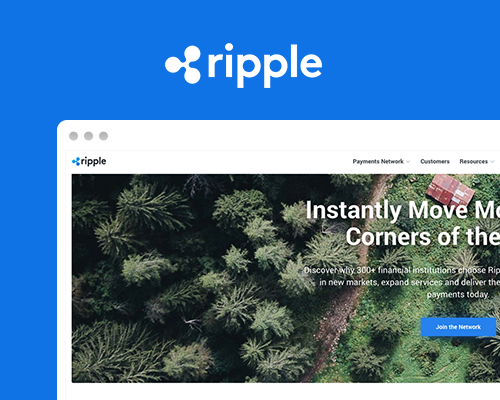 ripple
ripple
Payments Network
Customers
Resources
Instantly Move Mo
Corners of the
Discover why 300+ financial institutions choose Rip
in new markets, expand services and deliver the
payments today.
Join the Network